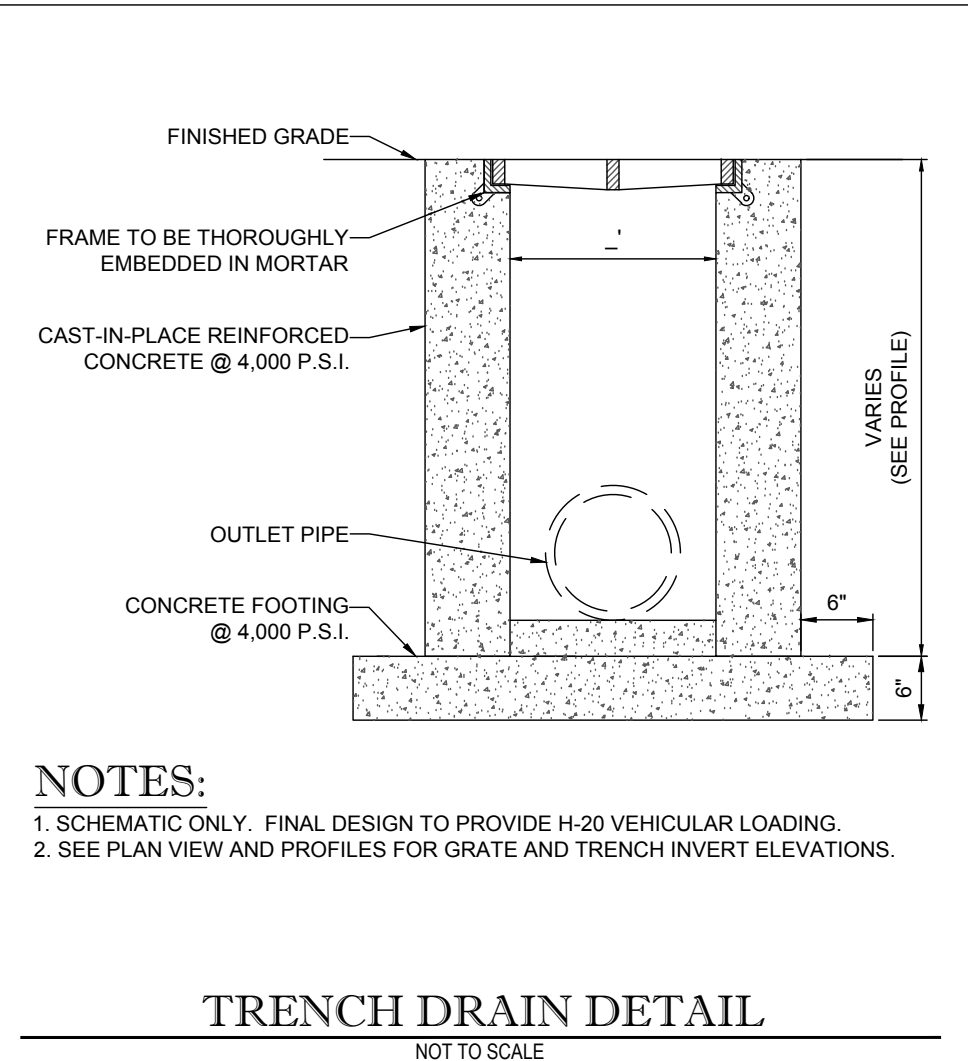 FINISHED GRADE
FRAME TO BE THOROUGHLY
EMBEDDED IN MORTAR
_'
CAST-IN-PLACE REINFORCED
CONCRETE @ 4,000 P.S.I.
VARIES
(SEE PROFILE)
OUTLET PIPE
CONCRETE FOOTING
@ 4,000 P.S.I.
6"
6"
NOTES:
1. SCHEMATIC ONLY.  FINAL DESIGN TO PROVIDE H-20 VEHICULAR LOADING.
2. SEE PLAN VIEW AND PROFILES FOR GRATE AND TRENCH INVERT ELEVATIONS.
TRENCH DRAIN DETAIL
NOT TO SCALE